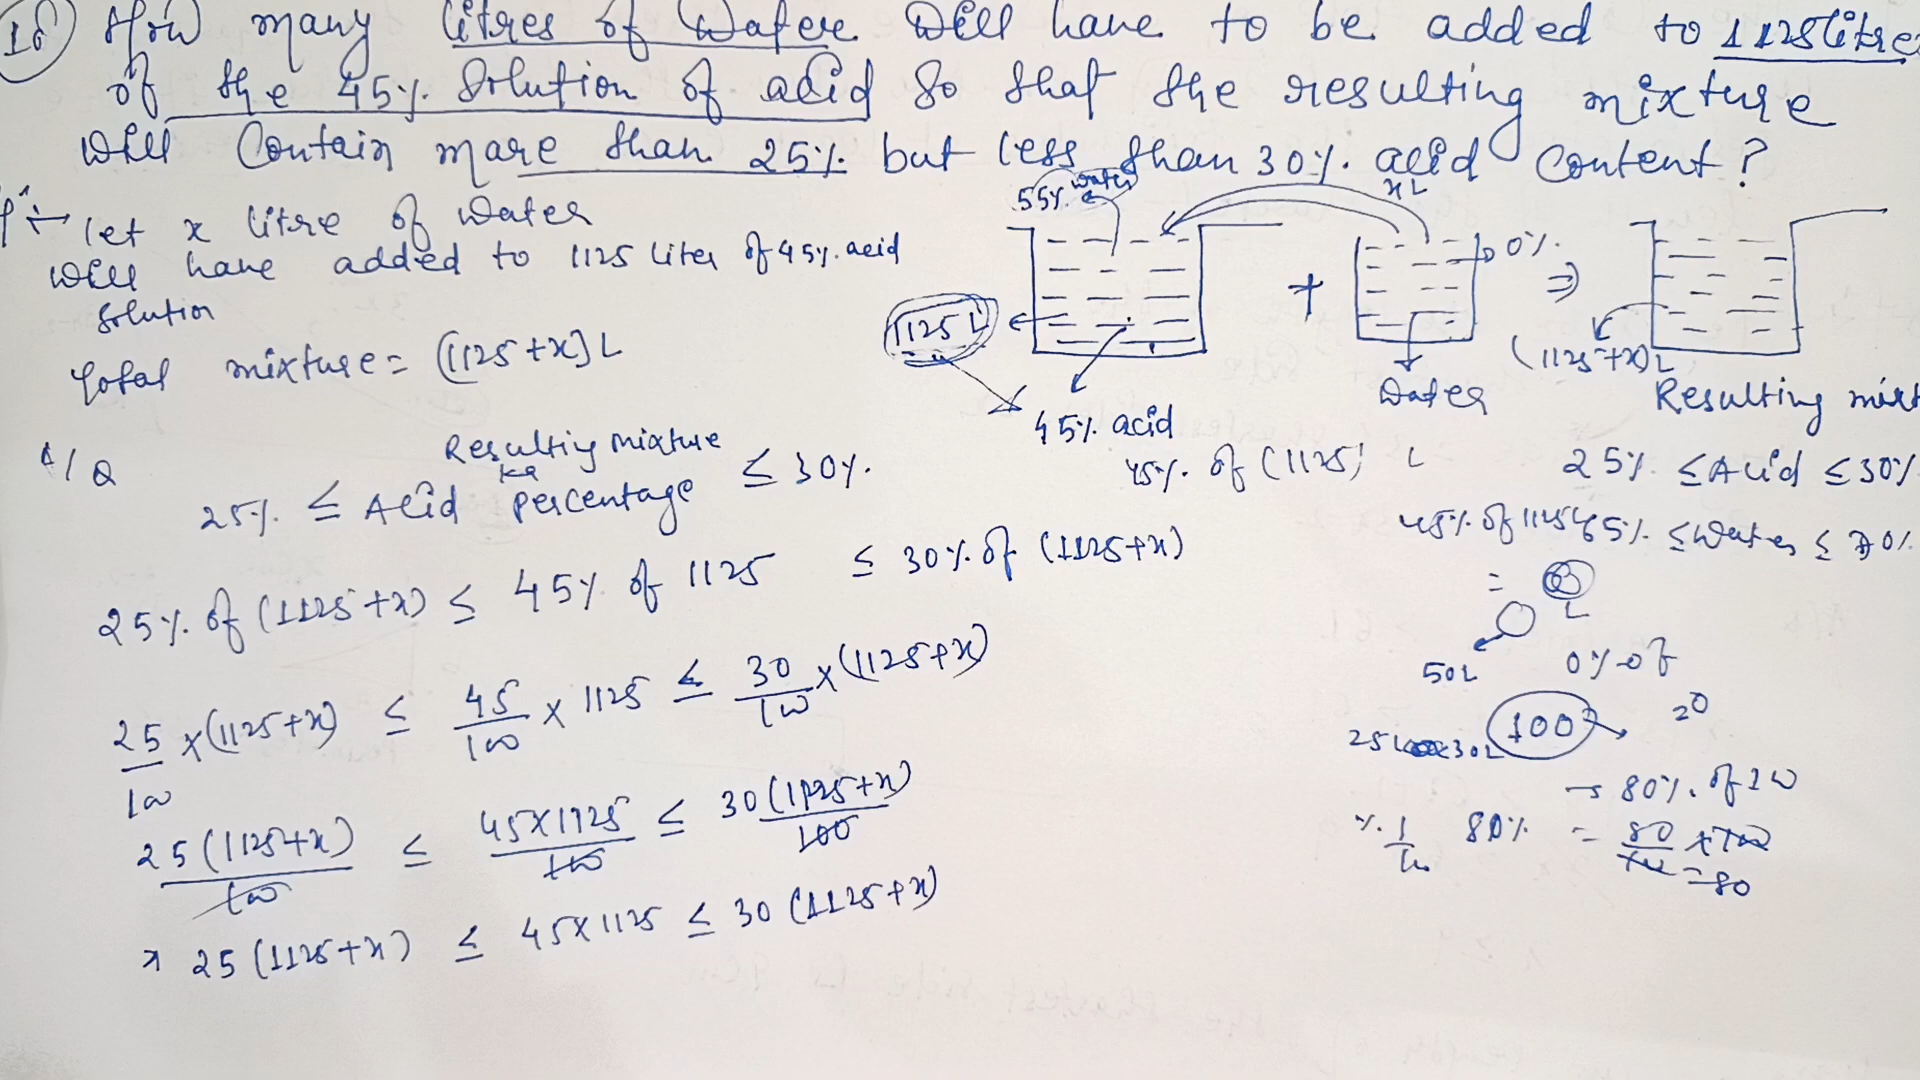 How many litres of water will have to be added to 1125 litre
of the 45% Solution of acid so that the resulting mixture
will Contain more than 25% but less than 30% acid Content?
let x litre of water
will have added to 1125 liter of 45% acid
Solution
Total mixture = (1125 + x) L
55% water
x L
0%
+
⇒
1125 L
45% acid
45% of (1125) L
Water
(1125 + x) L
Resulting mixt
A/Q
Resulting mixture
ka
25% ≤ Acid percentage ≤ 30%.
25% ≤ Acid ≤ 30%
≤ water ≤ 70%
25% of (1125 + x) ≤ 45% of 1125 ≤ 30% of (1125 + x)
25/100 × (1125 + x) ≤ 45/100 × 1125 ≤ 30/100 × (1125 + x)
25 (1125 + x)/100 ≤ 45 × 1125/100 ≤ 30 (1125 + x)/100
25 (1125 + x) ≤ 45 × 1125 ≤ 30 (1125 + x)
45% of 1125
=
L
50L
0% of
20
100
→ 80% of 100
80% = 80/100 × 100
= 80